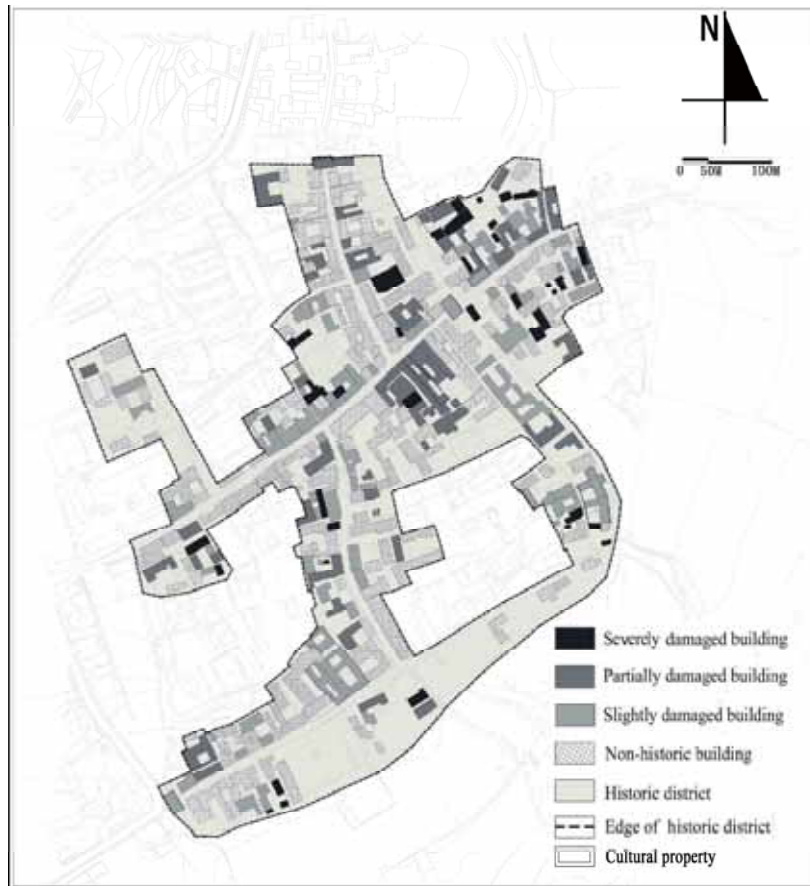 N
0 50M 100M
Severely damaged building
Partially damaged building
Slightly damaged building
Non-historic building
Historic district
Edge of historic district
Cultural property